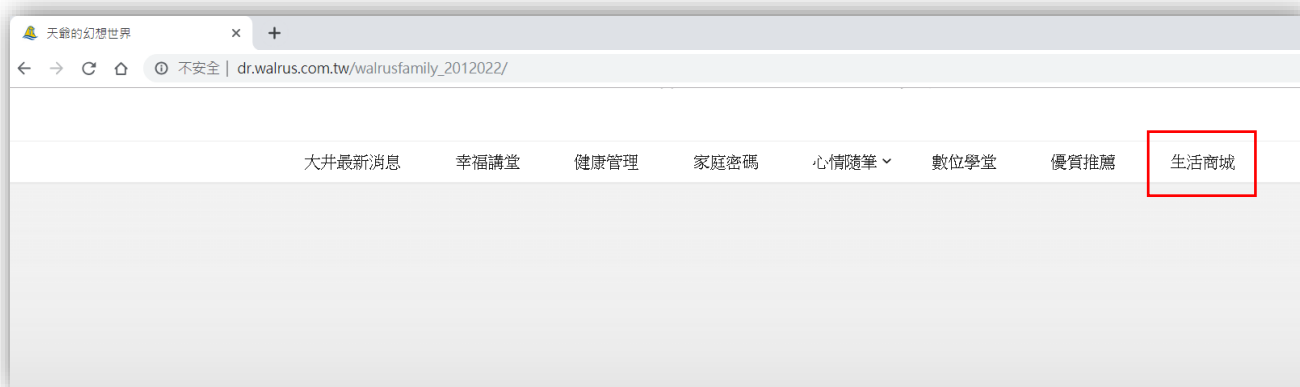 天爺的幻想世界
不安全 | dr.walrus.com.tw/walrusfamily_2012022/
大井最新消息 幸福講堂 健康管理 家庭密碼 心情隨筆 數位學堂 優質推薦 生活商城